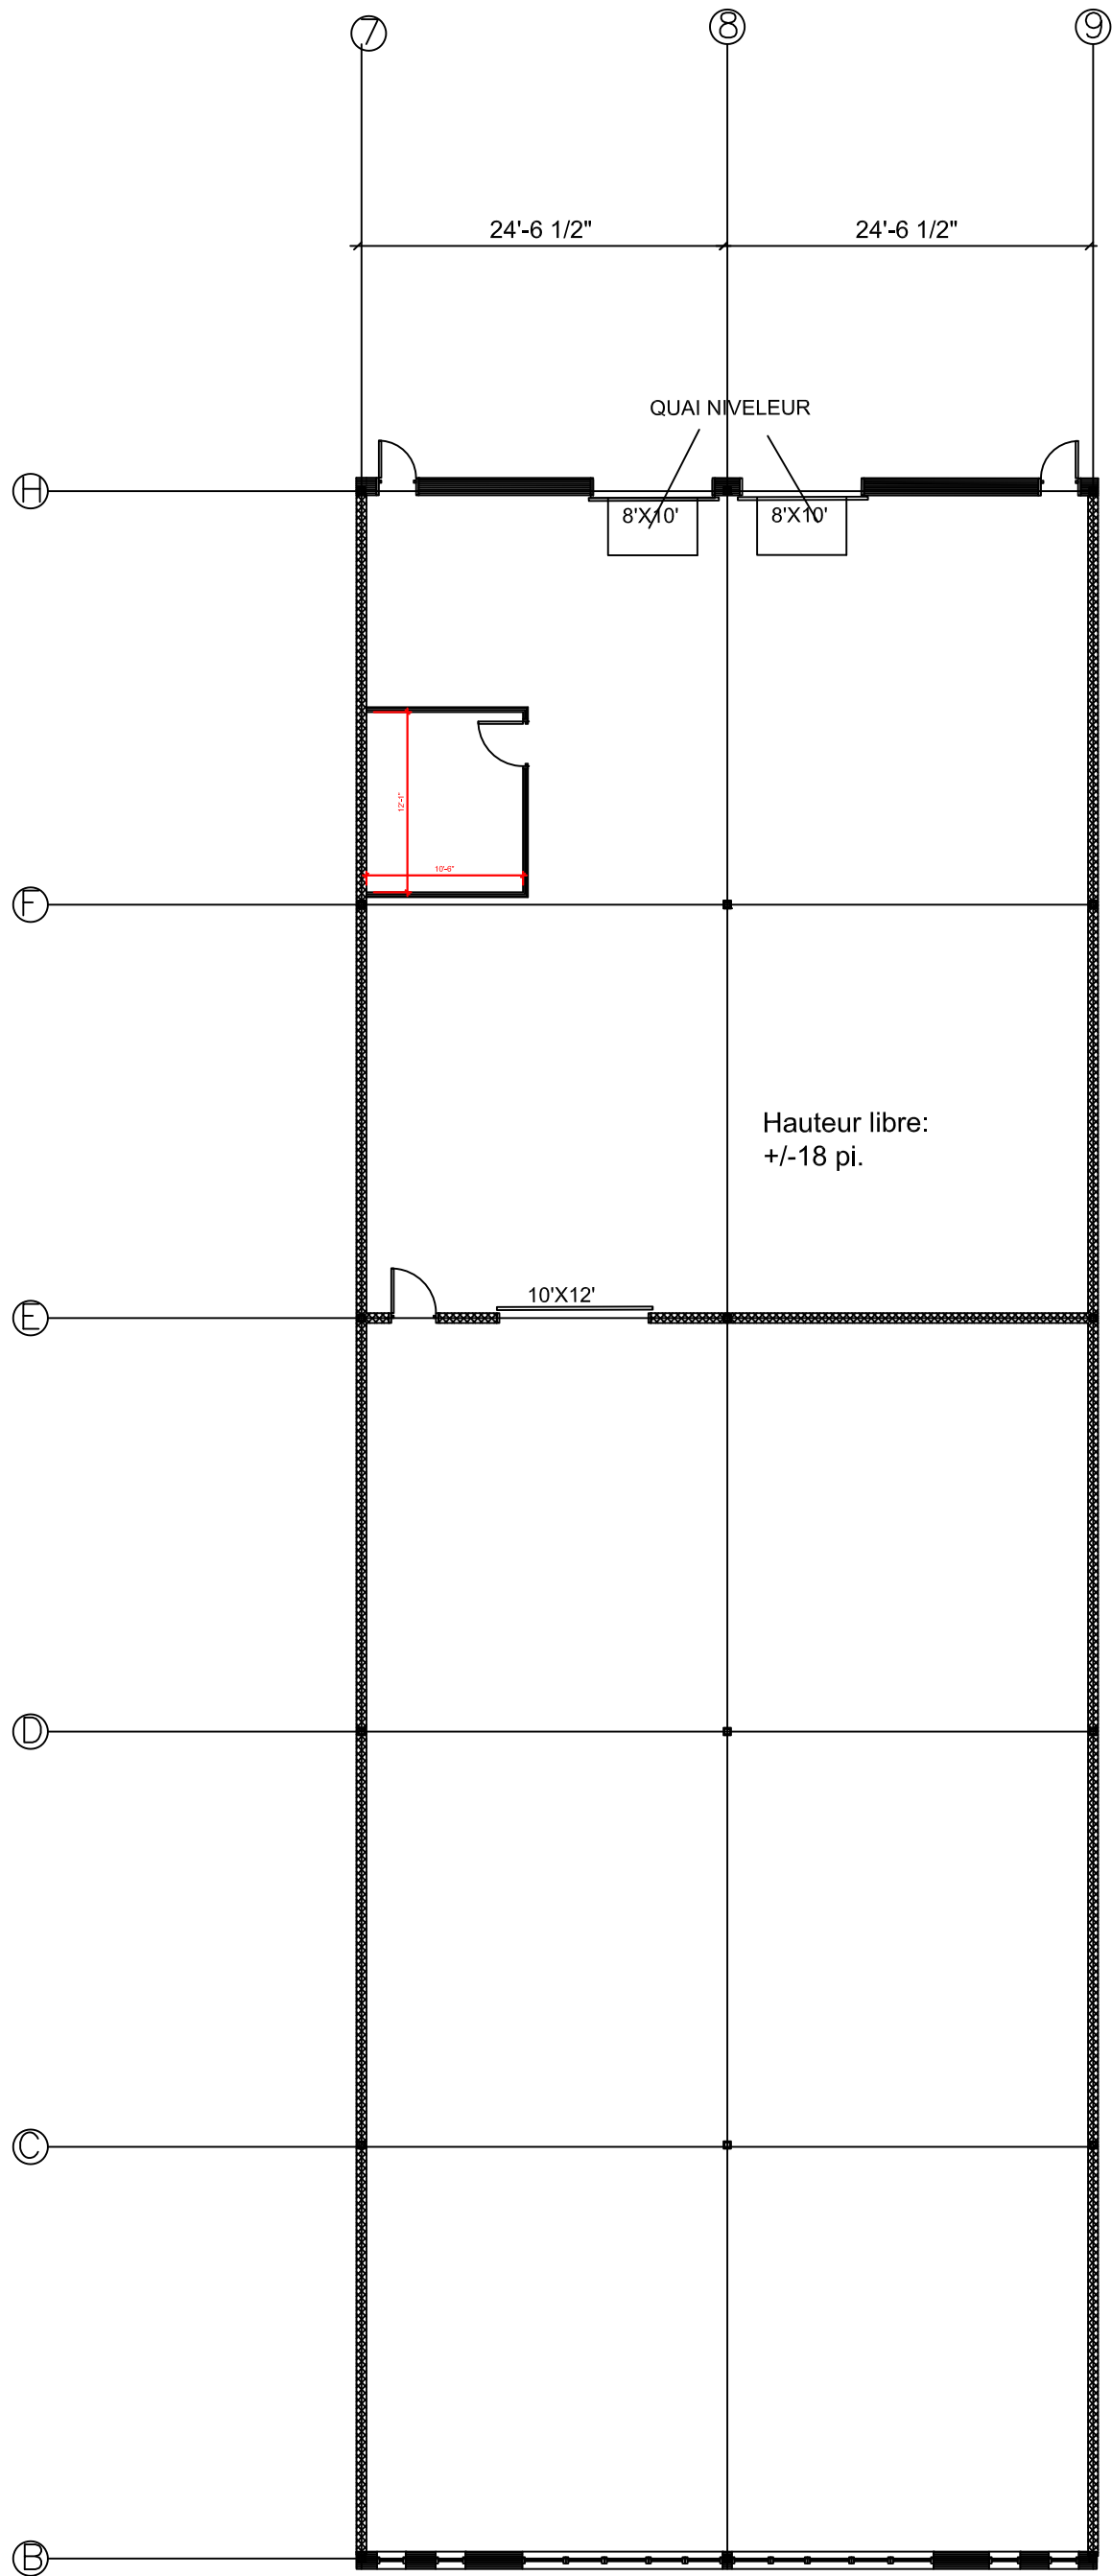 7
8
9
24'-6 1/2"
24'-6 1/2"
QUAI NIVELEUR
H
8'X10'
8'X10'
12'-1"
10'-6"
F
Hauteur libre:
+/-18 pi.
10'X12'
E
D
C
B